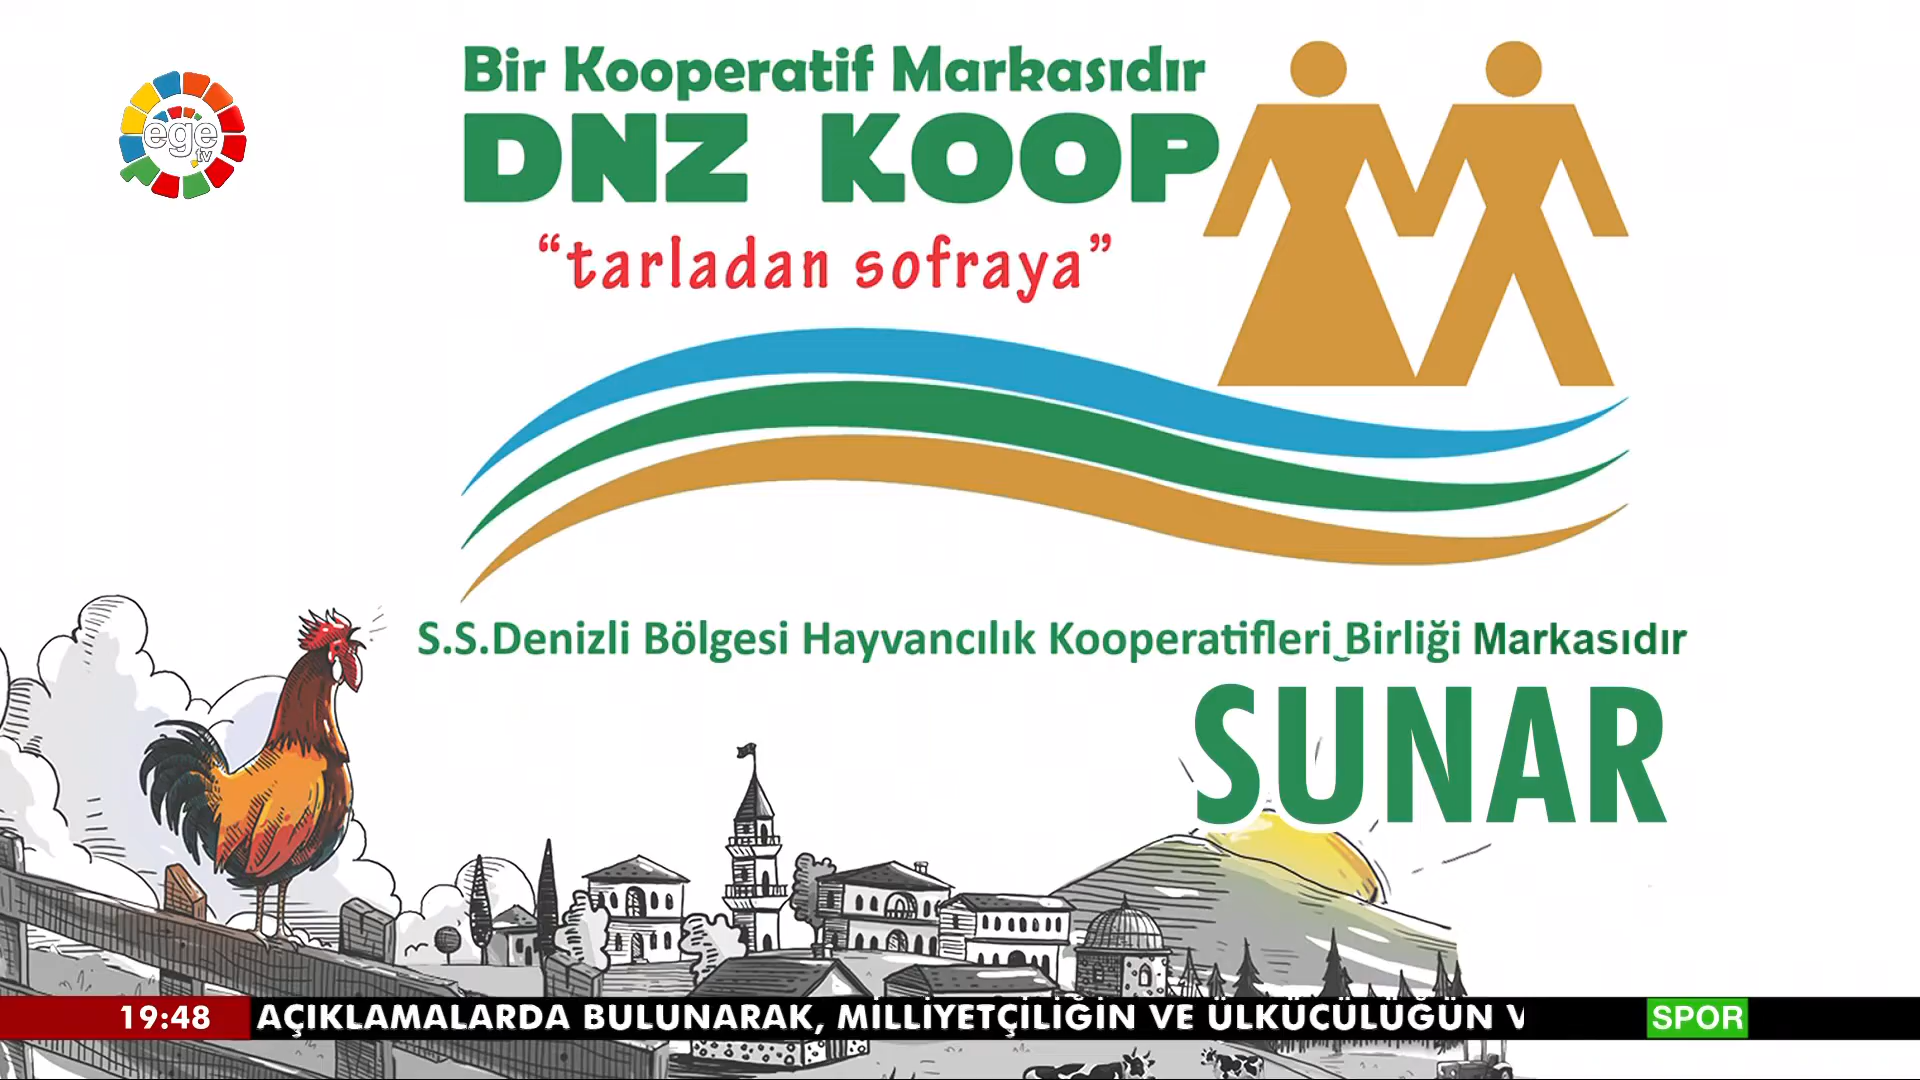 Bir Kooperatif Markasıdır
ege
tv
DNZ KOOP
“tarladan sofraya”
S.S.Denizli Bölgesi Hayvancılık Kooperatifleri Birliği Markasıdır
SUNAR
19:48 AÇIKLAMALARDA BULUNARAK, MİLLİYETÇİLİĞİN VE ÜLKÜCÜLÜĞÜN V SPOR